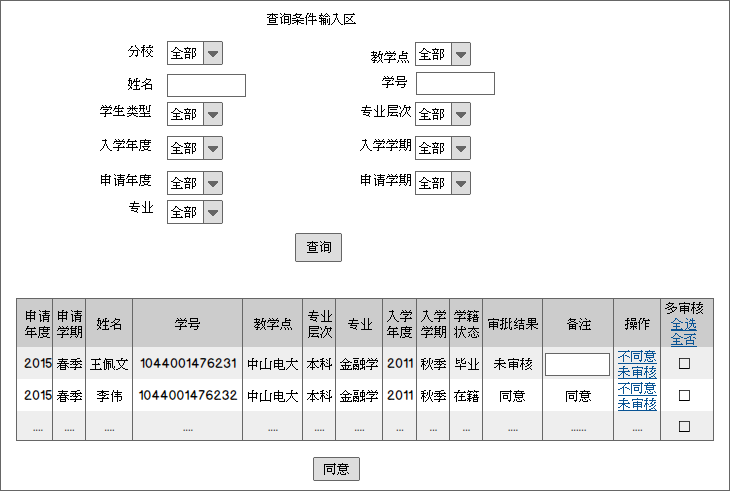 查询条件输入区
分校 全部 教学点 全部
姓名 学号
学生类型 全部 专业层次 全部
入学年度 全部 入学学期 全部
申请年度 全部 申请学期 全部
专业 全部
查询
申请年度 申请学期 姓名 学号 教学点 专业层次 专业 入学年度 入学学期 学籍状态 审批结果 备注 操作 多审核 全选 全否
2015 春季 王佩文 1044001476231 中山电大 本科 金融学 2011 秋季 毕业 未审核 不同意 未审核
2015 春季 李伟 1044001476232 中山电大 本科 金融学 2011 秋季 在籍 同意 同意 不同意 未审核
.... .... .... .... .... ... .... ... ... ... .... ...... ....
同意